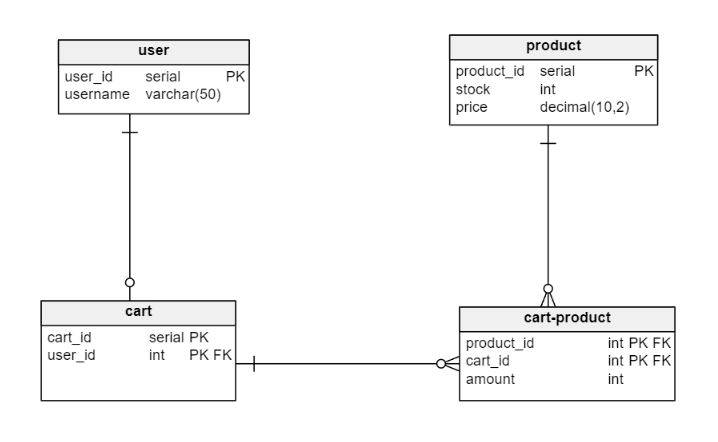 user
user_id serial PK
username varchar(50)
product
product_id serial PK
stock int
price decimal(10,2)
cart
cart_id serial PK
user_id int PK FK
cart-product
product_id int PK FK
cart_id int PK FK
amount int